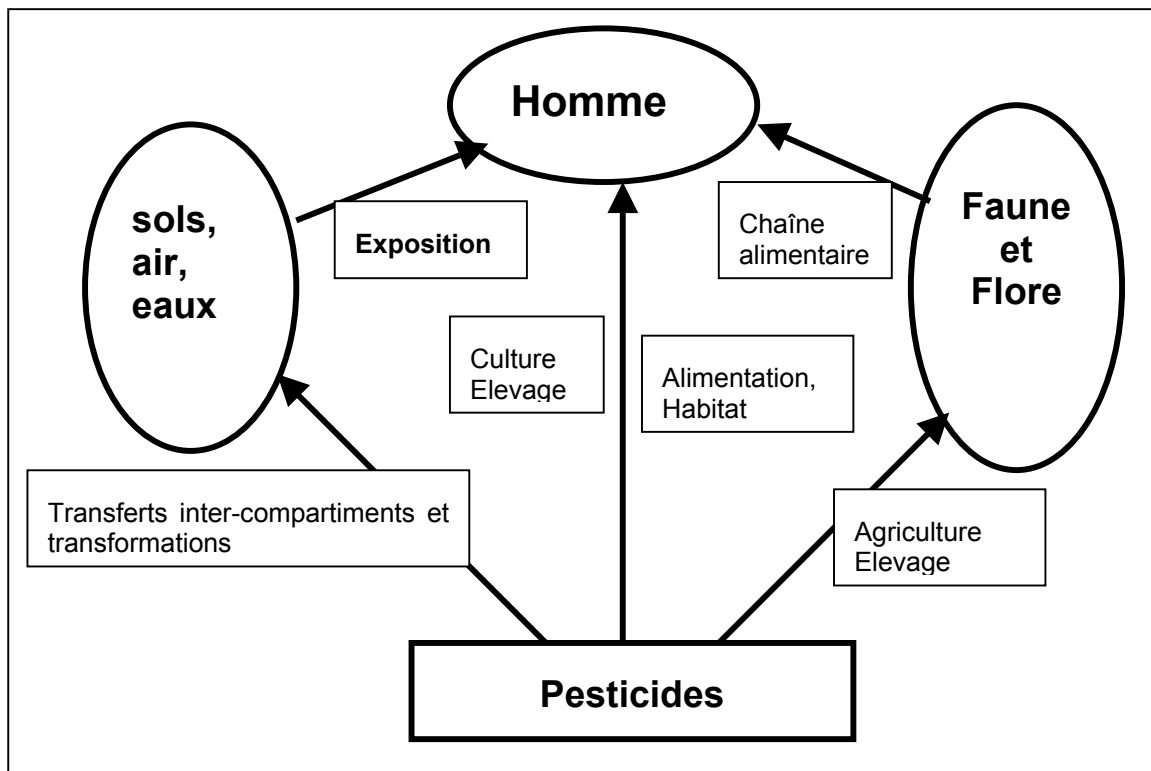 Homme
sols,
air,
eaux
Exposition
Chaîne
alimentaire
Faune
et
Flore
Culture
Elevage
Alimentation,
Habitat
Transferts inter-compartiments et
transformations
Agriculture
Elevage
Pesticides